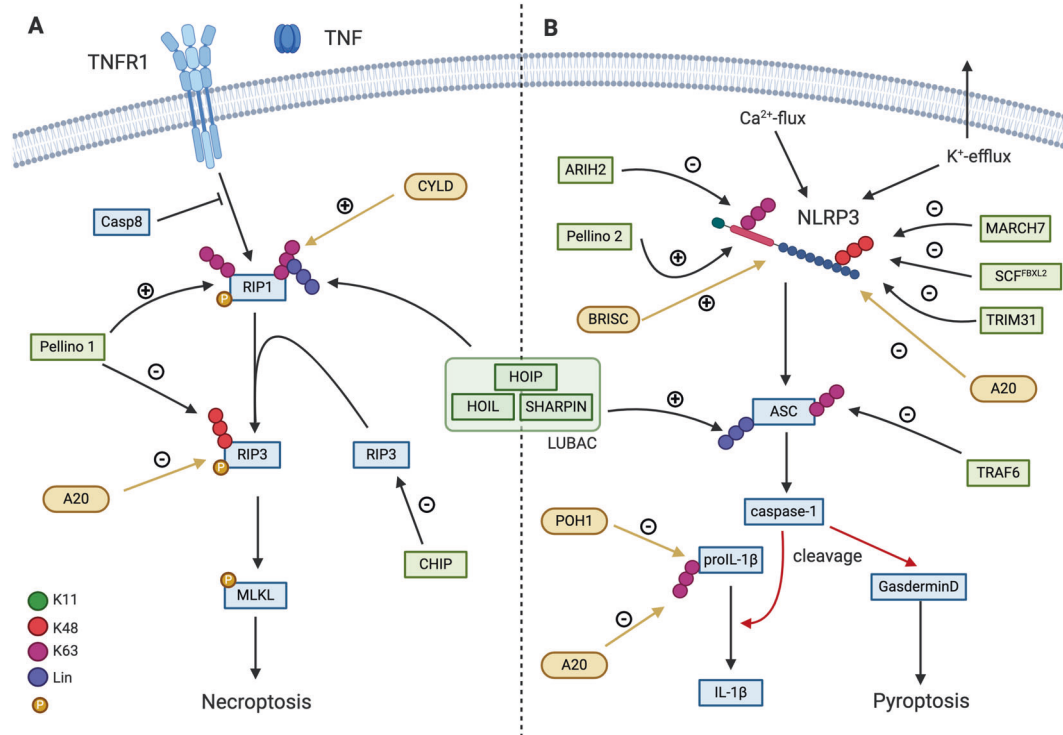 A
TNFR1
TNF
Casp8
CYLD
+
RIP1
P
+
Pellino 1
-
HOIP
HOIL
SHARPIN
LUBAC
RIP3
P
-
A20
RIP3
-
CHIP
P
MLKL
K11
K48
K63
Lin
P
Necroptosis
B
Ca²⁺-flux
K⁺-efflux
ARIH2
-
NLRP3
-
MARCH7
Pellino 2
+
-
SCFᶠᴮˣᴸ²
BRISC
+
-
TRIM31
-
A20
+
ASC
-
TRAF6
caspase-1
POH1
-
cleavage
proIL-1β
GasderminD
-
A20
IL-1β
Pyroptosis